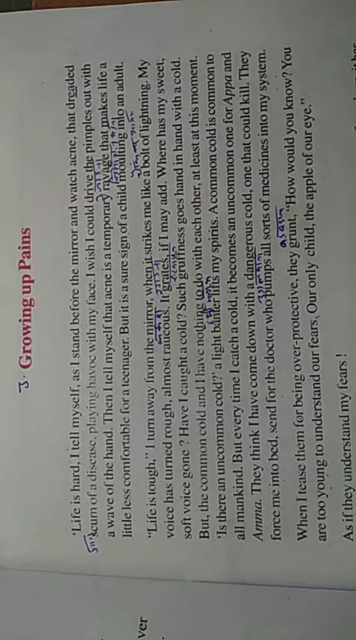 3. Growing up Pains
'Life is hard, I tell myself, as I stand before the mirror and watch acne, that dreaded
scum of a disease, playing havoc with my face. I wish I could drive the pimples out with
a wave of the hand. Then I tell myself that acne is a temporary ravage that makes life a
little less comfortable for a teenager. But it is a sure sign of a child moulting into an adult.
"Life is tough." I turn away from the mirror, when it strikes me like a bolt of lightning. My
voice has turned rough, almost raucous. It grates, if I may add. Where has my sweet,
soft voice gone ? Have I caught a cold? Such gruffness goes hand in hand with a cold.
But, the common cold and I have nothing to do with each other, at least at this moment.
'Is there an uncommon cold?' a light banter lifts my spirits. A common cold is common to
all mankind. But every time I catch a cold, it becomes an uncommon one for Appa and
Amma. They think I have come down with a dangerous cold, one that could kill. They
force me into bed, send for the doctor who pumps all sorts of medicines into my system.
When I tease them for being over-protective, they grunt, "How would you know? You
are too young to understand our fears. Our only child, the apple of our eye."
As if they understand my fears !
ver